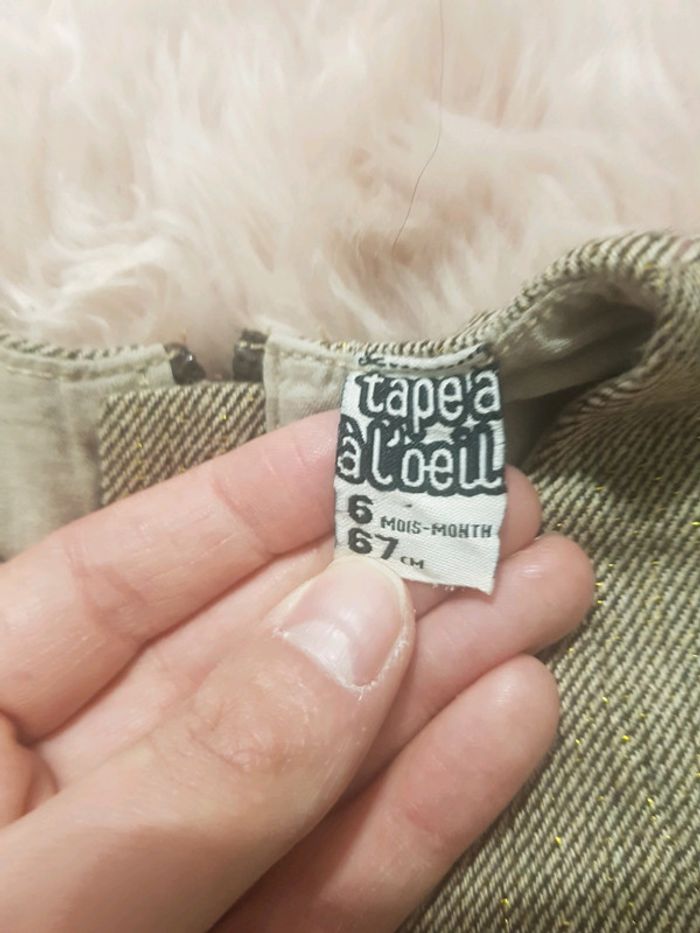 tape à
à l'oeil
6 MOIS-MONTH
67 CM